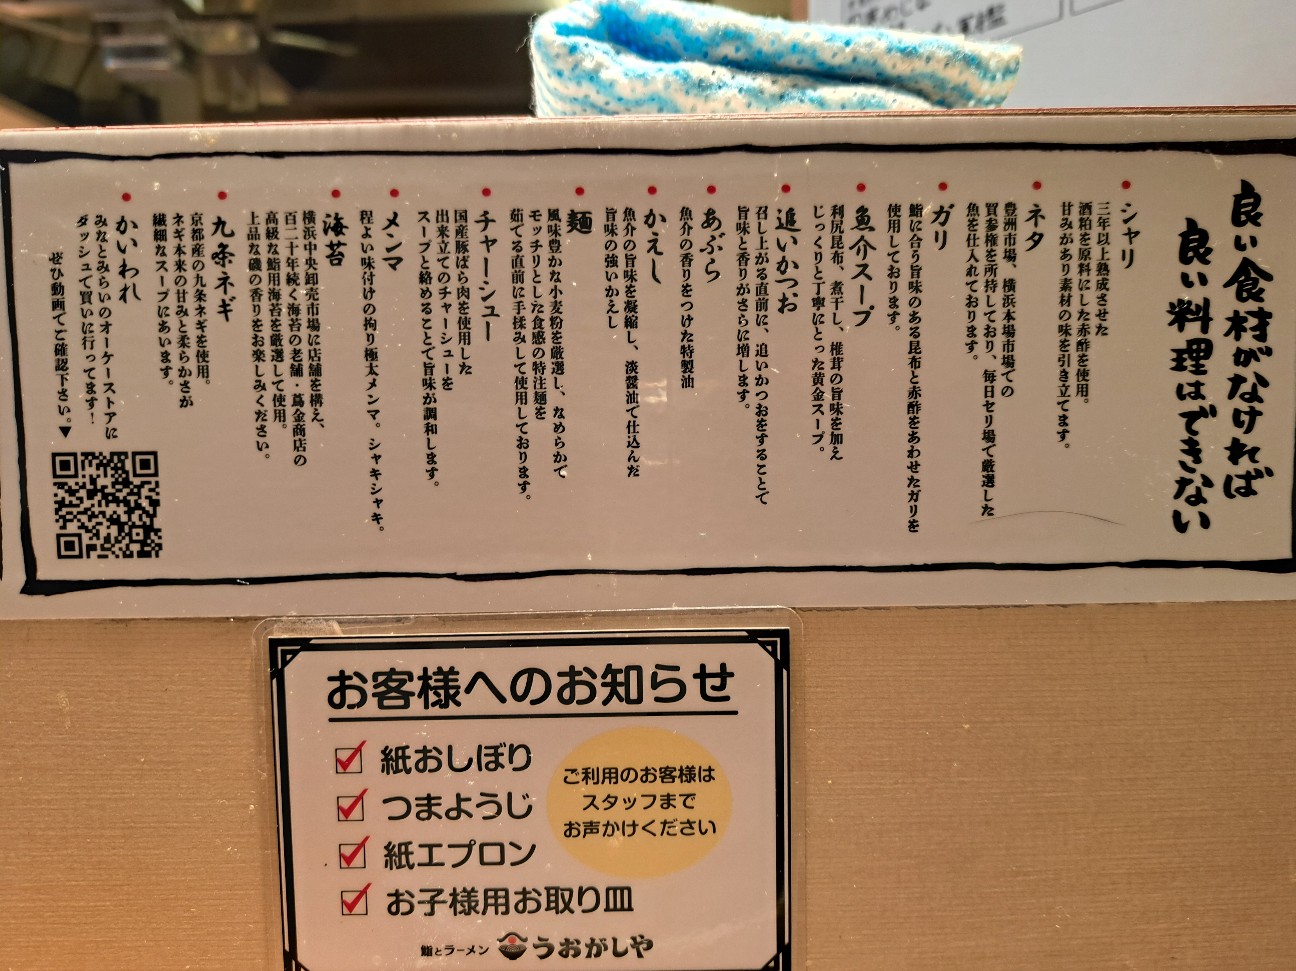 良い食材がなければ
良い料理はできない
シャリ
三年以上熟成させた
酒粕を原料にした赤酢を使用。
甘みがあり素材の味を引き立てます。
ネタ
豊洲市場、横浜本場市場での
買参権を所持しており、毎日セリ場で厳選した
魚を仕入れております。
ガリ
鮨に合う旨味のある昆布と赤酢をあわせたガリを
使用しております。
魚介スープ
利尻昆布、煮干し、椎茸の旨味を加え
じっくりと丁寧にとった黄金スープ。
追いかつお
召し上がる直前に、追いかつおをすることで
旨味と香りがさらに増します。
あぶら
魚介の香りをつけた特製油
かえし
魚介の旨味を凝縮し、淡醤油で仕込んだ
旨味の強いかえし
麺
風味豊かな小麦粉を厳選し、なめらかで
モッチリとした食感の特注麺を
茹でる直前に手揉みして使用しております。
チャーシュー
国産豚ばら肉を使用した
出来立てのチャーシューを
スープと絡めることで旨味が調和します。
メンマ
程よい味付けの拘り極太メンマ。シャキシャキ。
海苔
横浜中央卸売市場に店舗を構え、
百二十年続く海苔の老舗・蔦金商店の
高級な鮨用海苔を厳選して使用。
上品な磯の香りをお楽しみください。
九条ネギ
京都産の九条ネギを使用。
ネギ本来の甘みと柔らかさが
繊細なスープにあいます。
かいわれ
みなとみらいのオーケーストアに
ダッシュで買いに行ってます！
ぜひ動画でご確認下さい。▼
お客様へのお知らせ
紙おしぼり
つまようじ
紙エプロン
お子様用お取り皿
ご利用のお客様は
スタッフまで
お声かけください
鮨とラーメン うおがしや